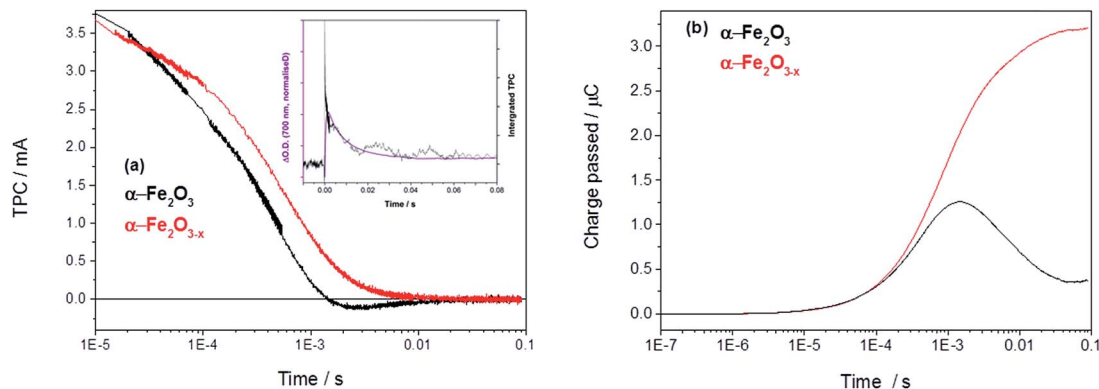 TPC / mA
3.5
3.0
2.5
2.0
1.5
1.0
0.5
0.0
1E-5 1E-4 1E-3 0.01 0.1
Time / s
(a)
α–Fe₂O₃
α–Fe₂O₃₋ₓ
ΔO.D. (700 nm, normaliseD)
Intergrated TPC
0.00 0.02 0.04 0.06 0.08
Time / s
(b)
α–Fe₂O₃
α–Fe₂O₃₋ₓ
Charge passed / μC
3.0
2.5
2.0
1.5
1.0
0.5
0.0
1E-7 1E-6 1E-5 1E-4 1E-3 0.01 0.1
Time / s